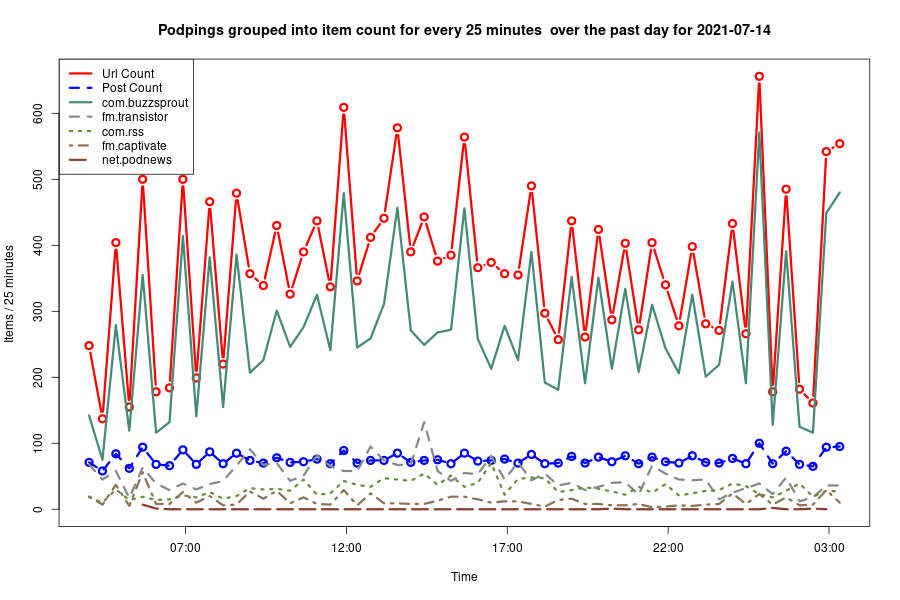 Podpings grouped into item count for every 25 minutes  over the past day for 2021-07-14
Url Count
Post Count
com.buzzsprout
fm.transistor
com.rss
fm.captivate
net.podnews
Items / 25 minutes
600
500
400
300
200
100
0
07:00 12:00 17:00 22:00 03:00
Time